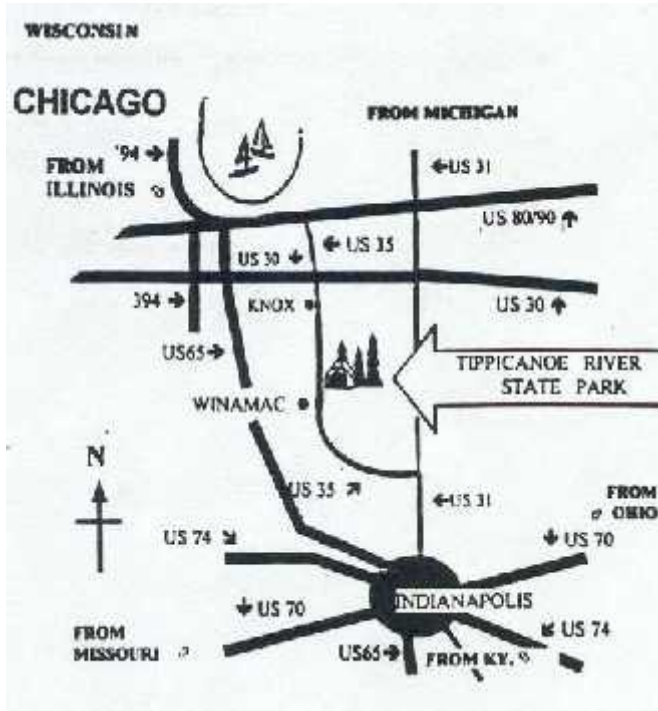 WISCONSIN
CHICAGO
FROM MICHIGAN
'94 →
FROM
ILLINOIS
←US 31
US 80/90 ↑
US 30 ↓
← US 35
394 →
KNOX
US 30 ↑
US65→
TIPPICANOE RIVER
STATE PARK
WINAMAC
N
US 35 ↗
←US 31
FROM
OHIO
US 74 ↘
↓ US 70
INDIANAPOLIS
↓ US 70
↙ US 74
FROM
MISSOURI
US65→
FROM KY.